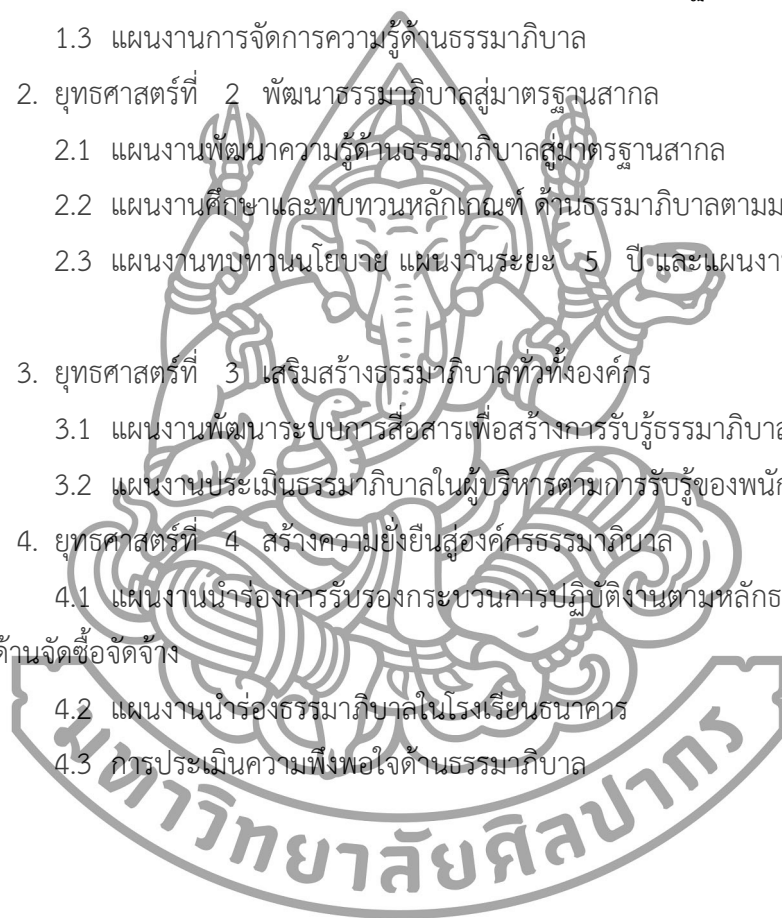 1.3 แผนงานการจัดการความรู้ด้านธรรมาภิบาล
2. ยุทธศาสตร์ที่ 2 พัฒนาธรรมาภิบาลสู่มาตรฐานสากล
2.1 แผนงานพัฒนาความรู้ด้านธรรมาภิบาลสู่มาตรฐานสากล
2.2 แผนงานศึกษาและทบทวนหลักเกณฑ์ ด้านธรรมาภิบาลตาม
2.3 แผนงานทบทวนนโยบาย แผนงานระยะ 5 ปี และแผนงา
3. ยุทธศาสตร์ที่ 3 เสริมสร้างธรรมาภิบาลทั่วทั้งองค์กร
3.1 แผนงานพัฒนาระบบการสื่อสารเพื่อสร้างการรับรู้ธรรมาภิบา
3.2 แผนงานประเมินธรรมาภิบาลในผู้บริหารตามการรับรู้ของพนั
4. ยุทธศาสตร์ที่ 4 สร้างความยั่งยืนสู่องค์กรธรรมาภิบาล
4.1 แผนงานนำร่องการรับรองกระบวนการปฏิบัติงานตามหลักธ
ด้านจัดซื้อจัดจ้าง
4.2 แผนงานนำร่องธรรมาภิบาลในโรงเรียนธนาคาร
4.3 การประเมินความพึงพอใจด้านธรรมาภิบาล
มหาวิทยาลัยศิลปากร